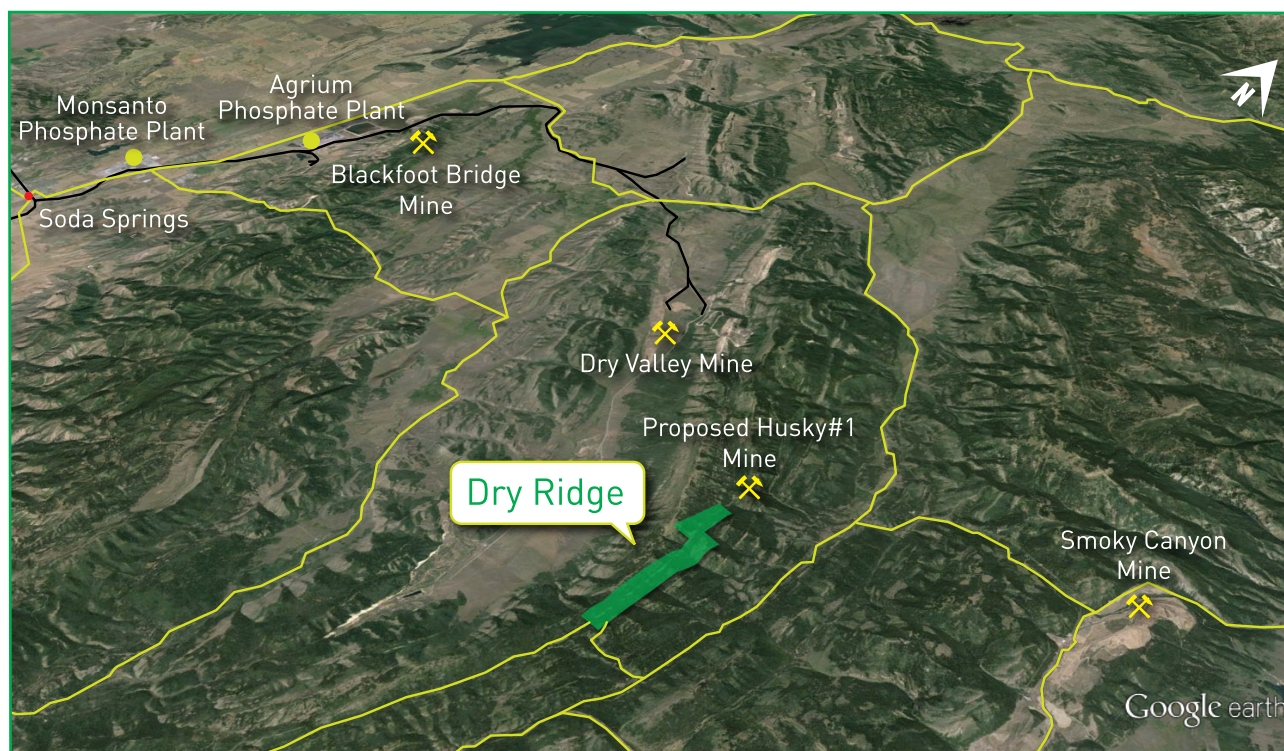 Agrium
Phosphate Plant
Monsanto
Phosphate Plant
N
Blackfoot Bridge
Mine
Soda Springs
Dry Valley Mine
Proposed Husky#1
Mine
Dry Ridge
Smoky Canyon
Mine
Google earth